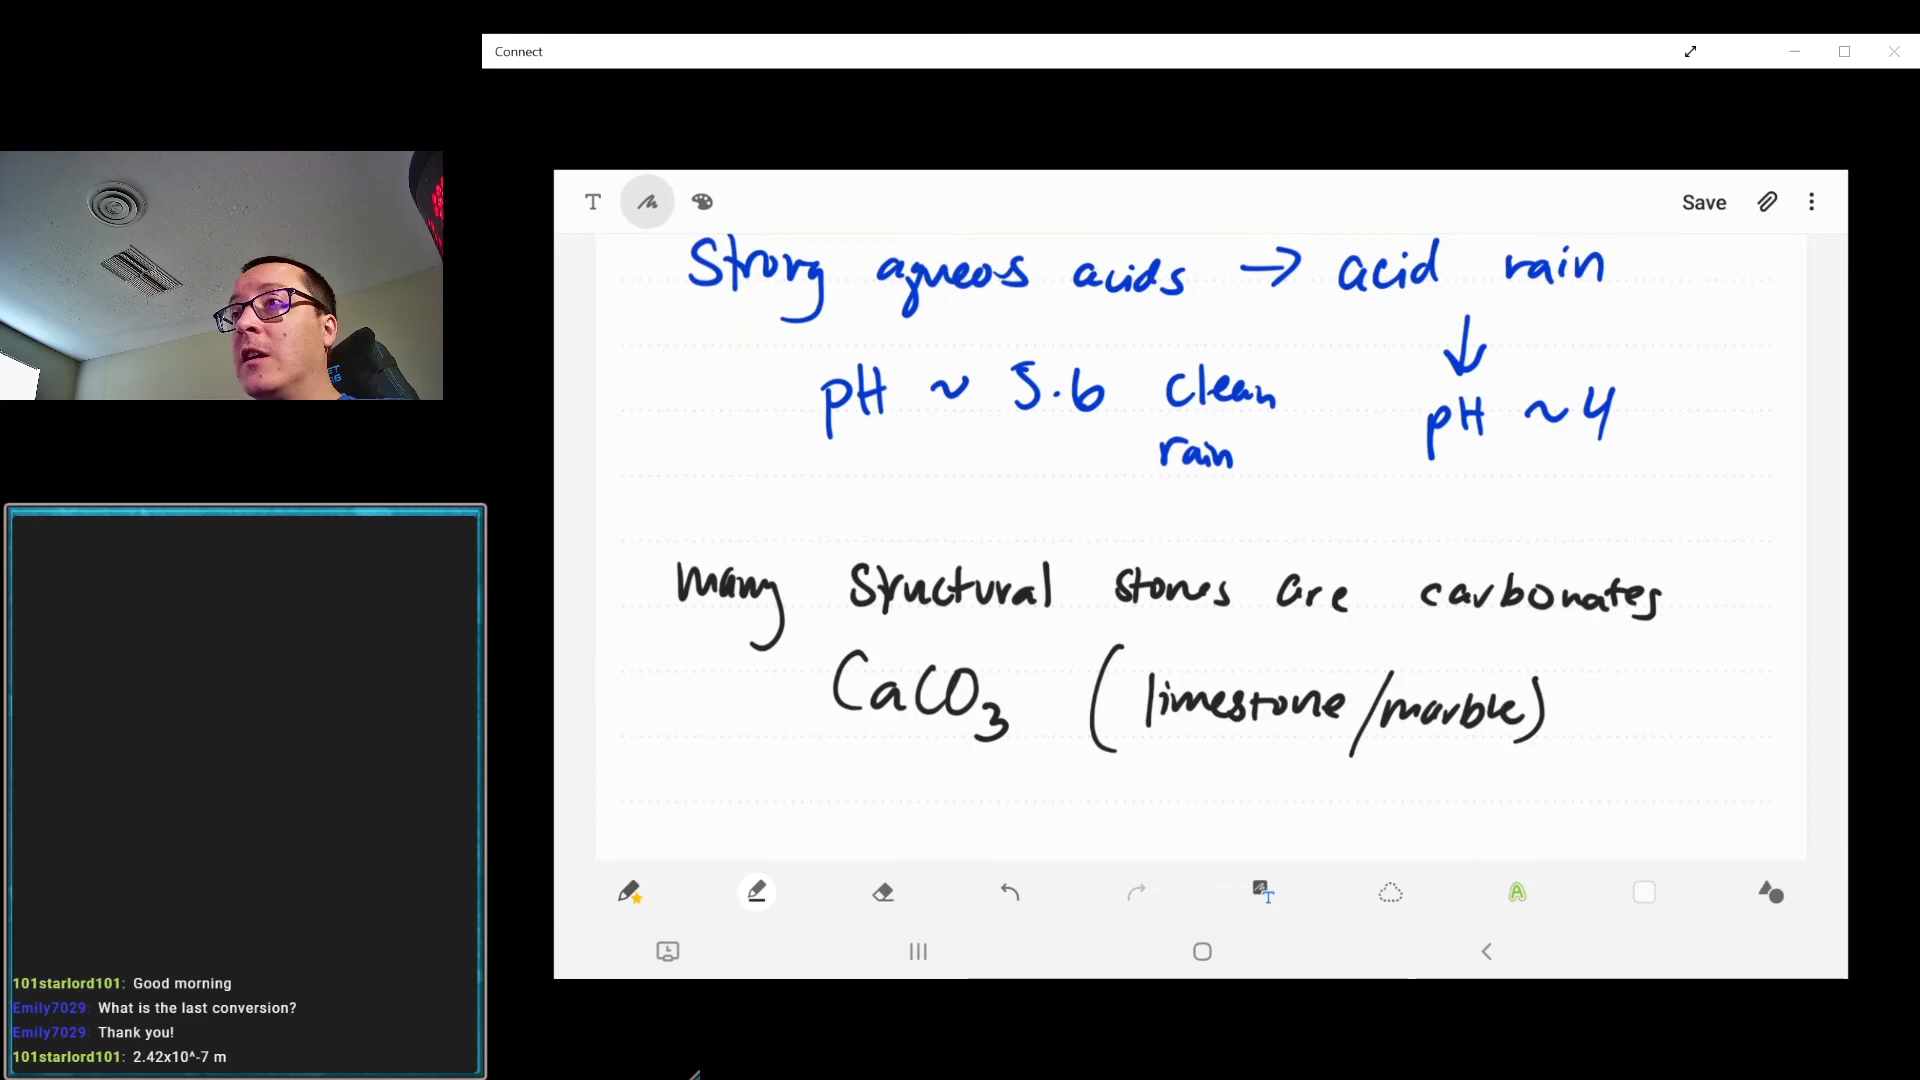 Connect
T Save
Strong aqueos acids → acid rain
↓
pH ~ 5.6 clean pH ~ 4
rain
many structural stones are carbonates
CaCO3 (limestone/marble)
101starlord101: Good morning
Emily7029: What is the last conversion?
Emily7029: Thank you!
101starlord101: 2.42x10^-7 m